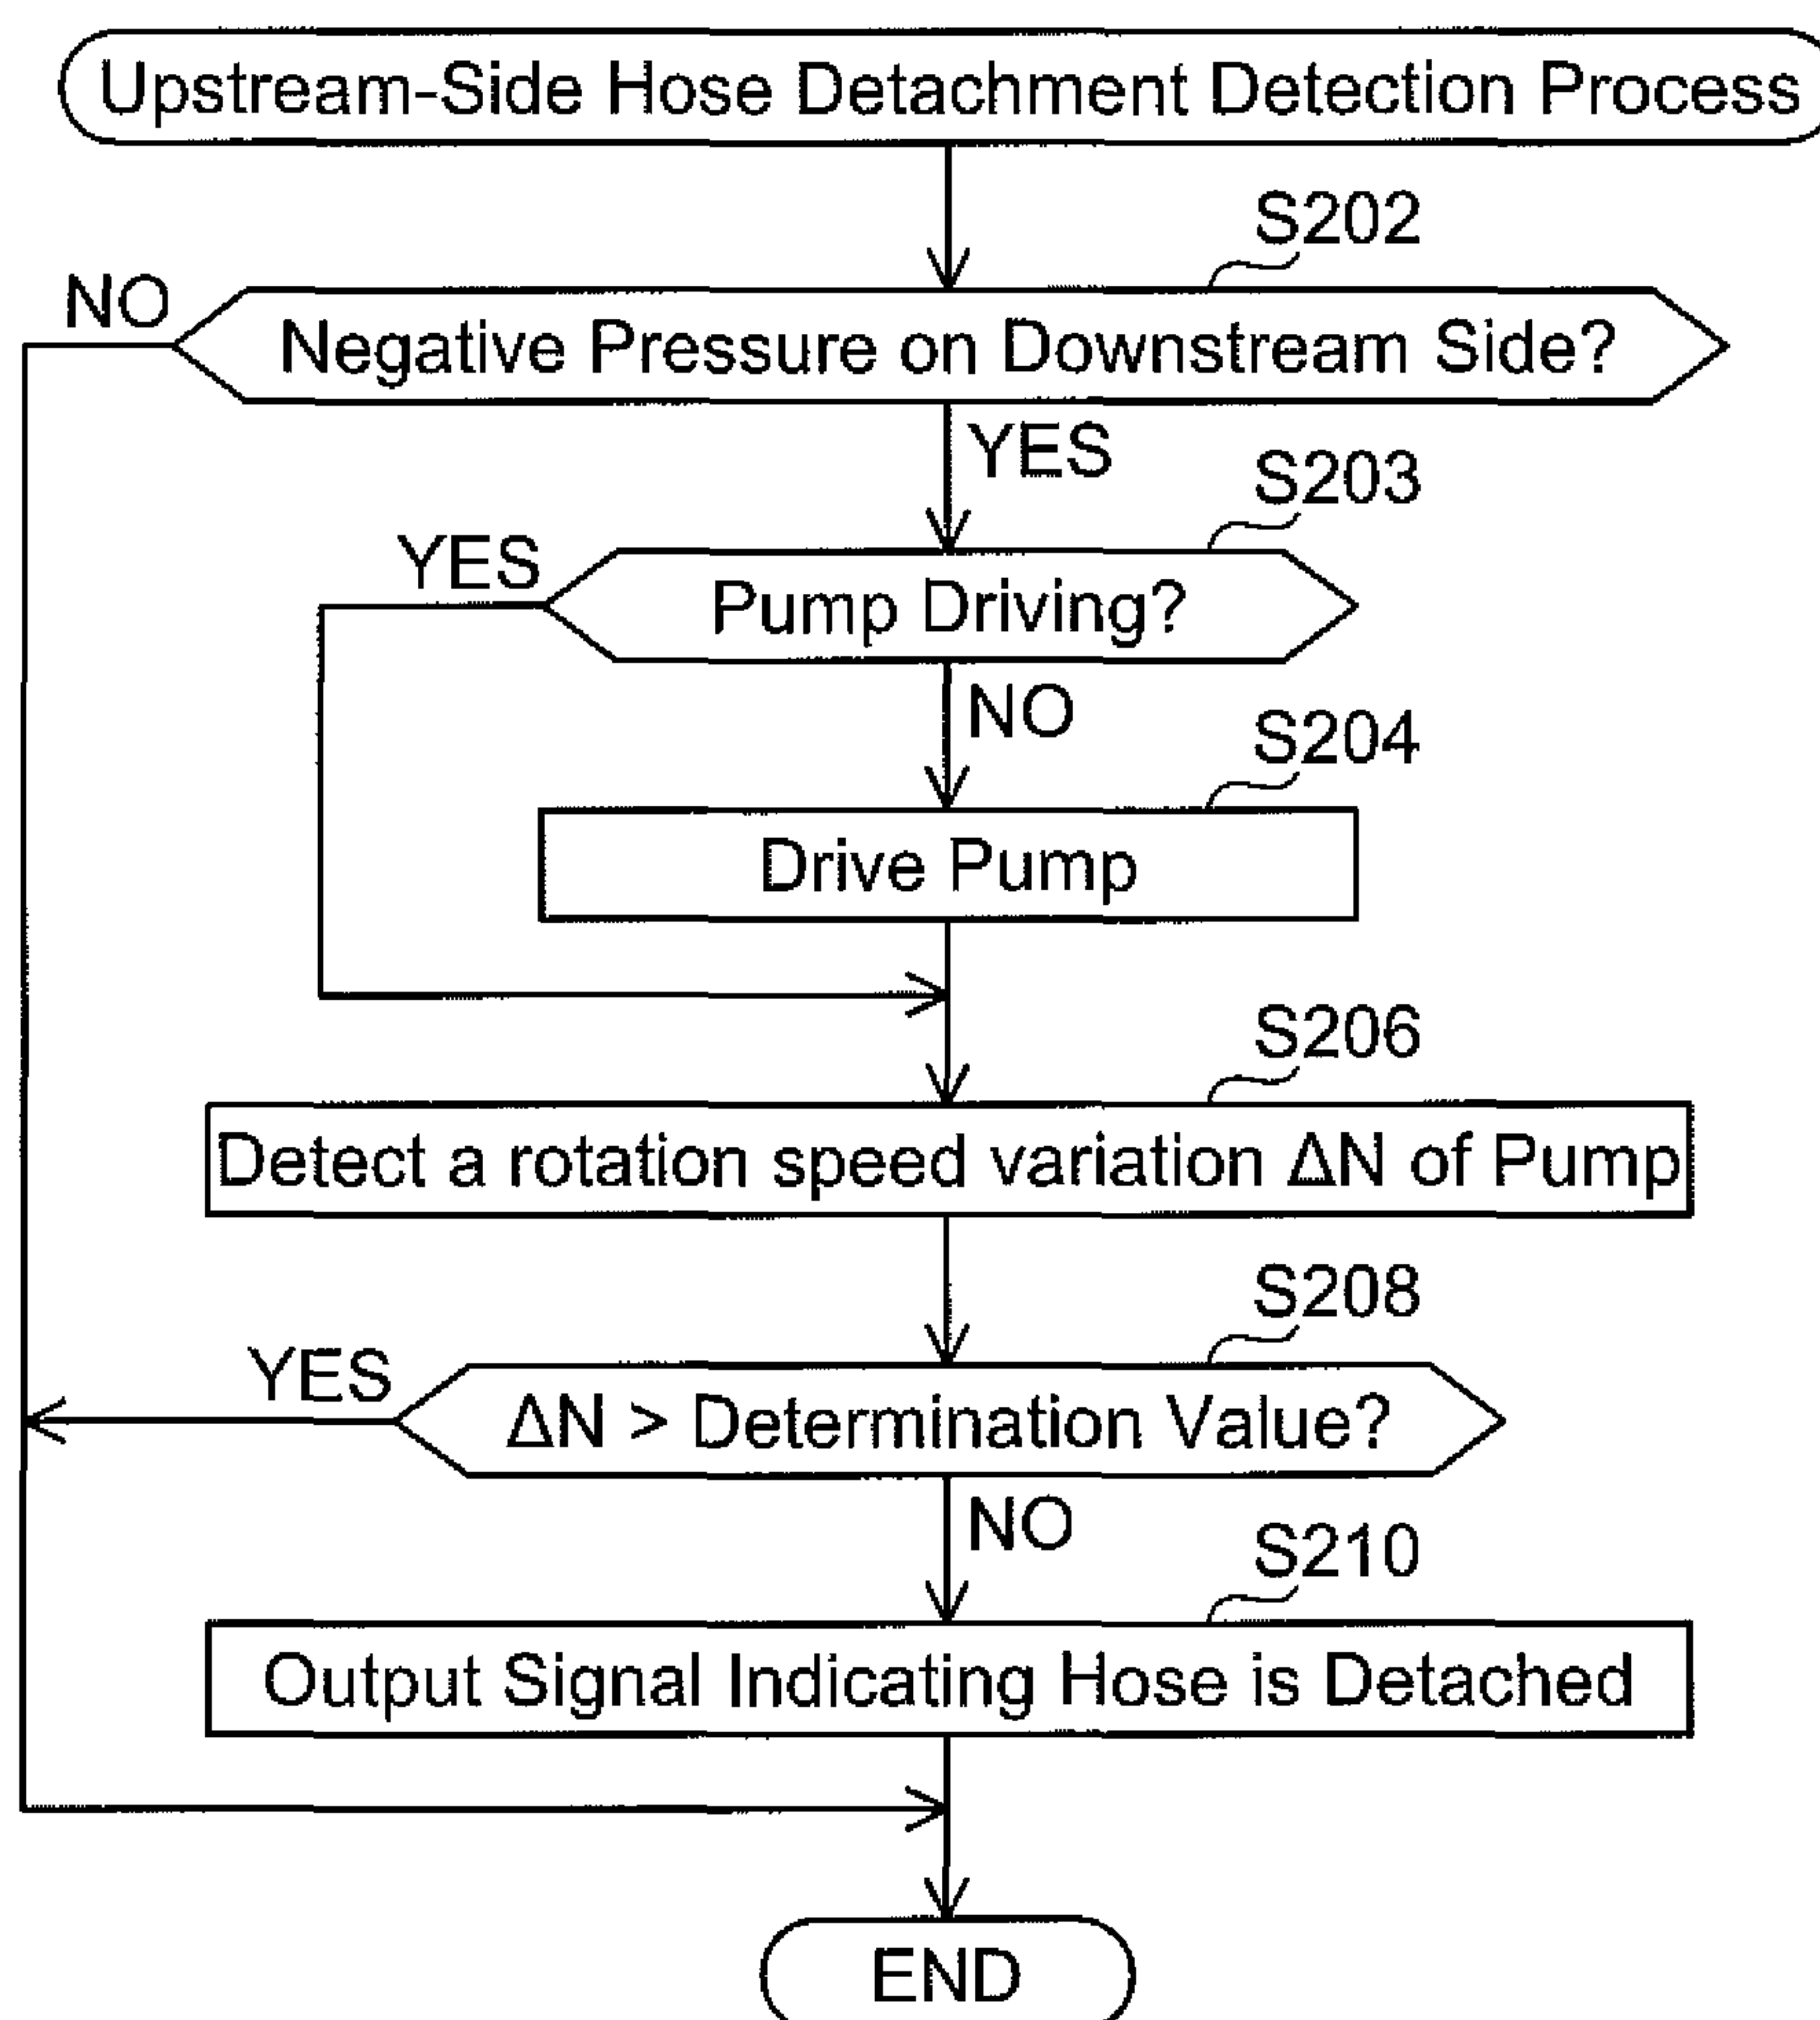 Upstream-Side Hose Detachment Detection Process
S202
NO
Negative Pressure on Downstream Side?
YES
S203
YES
Pump Driving?
NO
S204
Drive Pump
S206
Detect a rotation speed variation ΔN of Pump
S208
YES
ΔN > Determination Value?
NO
S210
Output Signal Indicating Hose is Detached
END